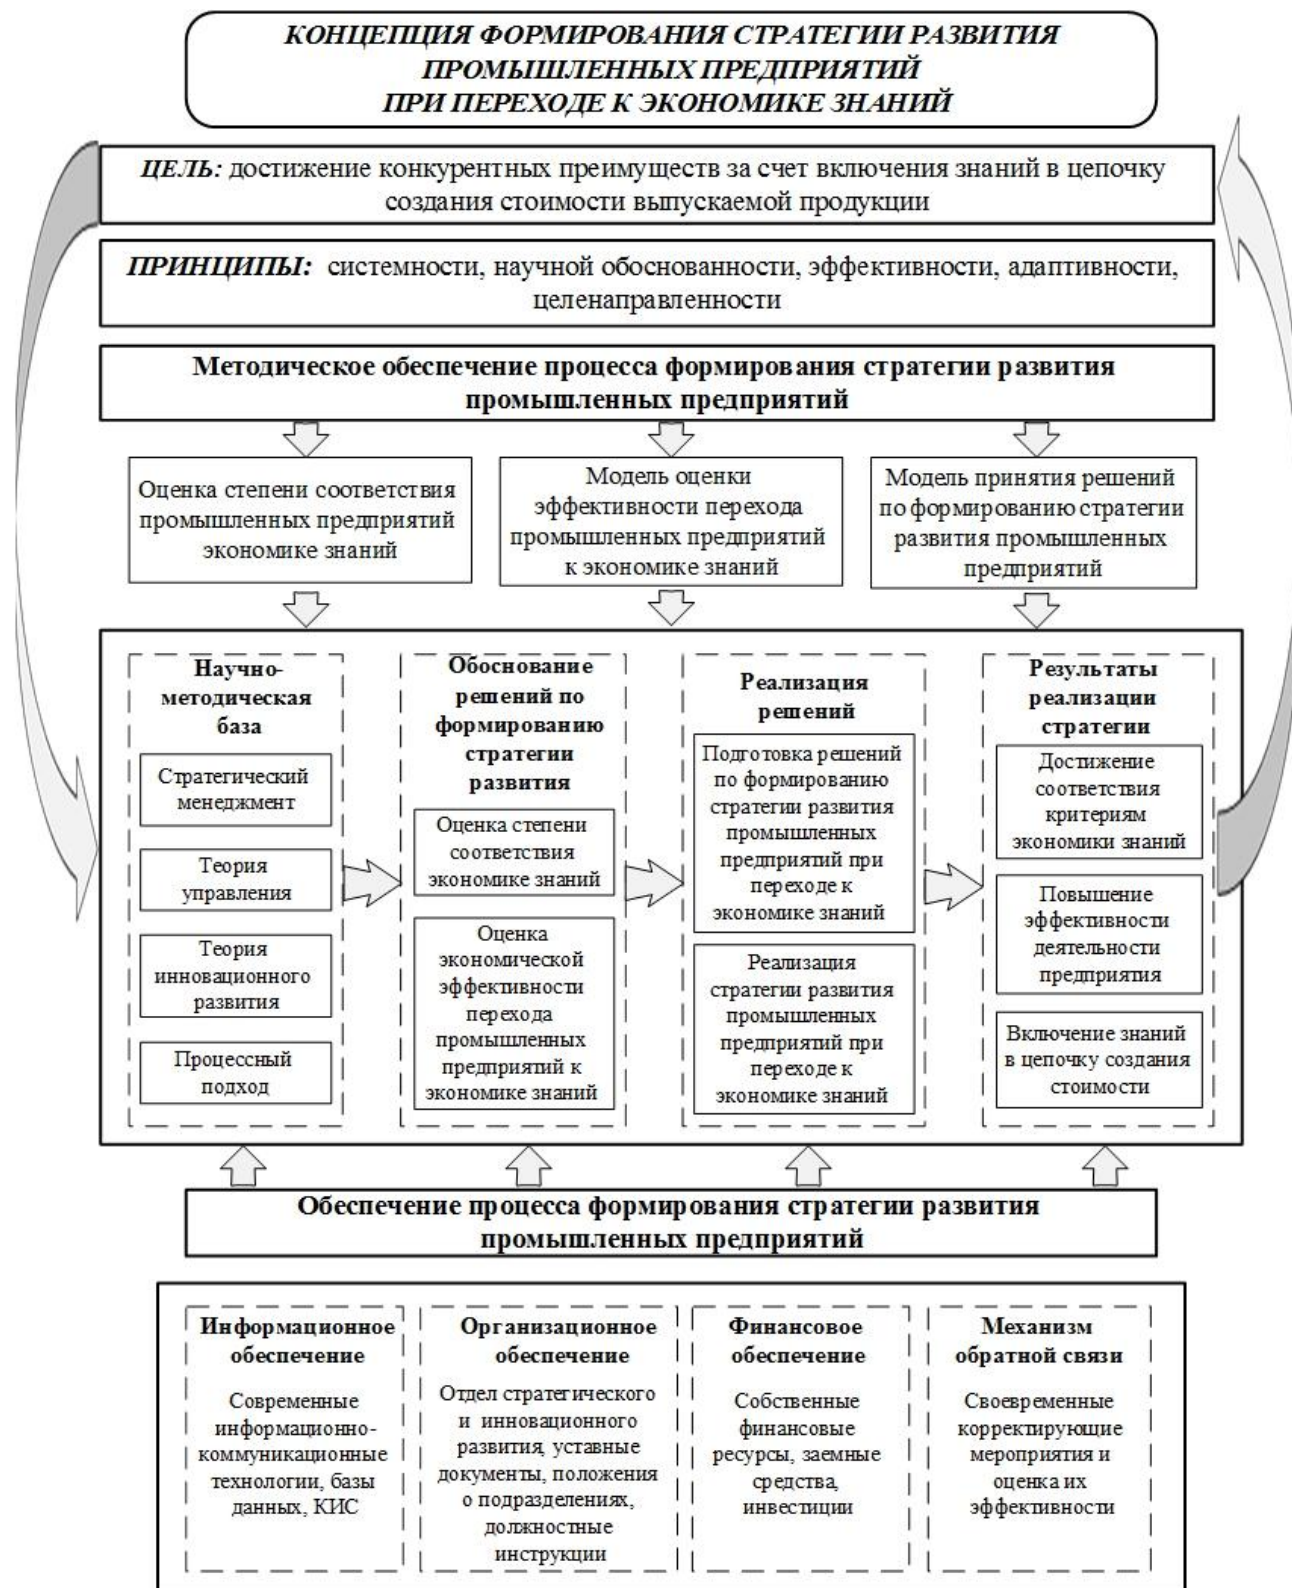 КОНЦЕПЦИЯ ФОРМИРОВАНИЯ СТРАТЕГИИ РАЗВИТИЯ
ПРОМЫШЛЕННЫХ ПРЕДПРИЯТИЙ
ПРИ ПЕРЕХОДЕ К ЭКОНОМИКЕ ЗНАНИЙ
ЦЕЛЬ: достижение конкурентных преимуществ за счет включения знаний в цепочку
создания стоимости выпускаемой продукции
ПРИНЦИПЫ: системности, научной обоснованности, эффективности, адаптивности,
целенаправленности
Методическое обеспечение процесса формирования стратегии развития
промышленных предприятий
Оценка степени соответствия
промышленных предприятий
экономике знаний
Модель оценки
эффективности перехода
промышленных предприятий
к экономике знаний
Модель принятия решений
по формированию стратегии
развития промышленных
предприятий
Научно-
методическая
база
Стратегический
менеджмент
Теория
управления
Теория
инновационного
развития
Процессный
подход
Обоснование
решений по
формированию
стратегии
развития
Оценка степени
соответствия
экономике знаний
Оценка
экономической
эффективности
перехода
промышленных
предприятий к
экономике знаний
Реализация
решений
Подготовка решений
по формированию
стратегии развития
промышленных
предприятий при
переходе к
экономике знаний
Реализация
стратегии развития
промышленных
предприятий при
переходе к
экономике знаний
Результаты
реализации
стратегии
Достижение
соответствия
критериям
экономики знаний
Повышение
эффективности
деятельности
предприятия
Включение знаний
в цепочку создания
стоимости
Обеспечение процесса формирования стратегии развития
промышленных предприятий
Информационное
обеспечение
Современные
информационно-
коммуникационные
технологии, базы
данных, КИС
Организационное
обеспечение
Отдел стратегического
и инновационного
развития, уставные
документы, положения
о подразделениях,
должностные
инструкции
Финансовое
обеспечение
Собственные
финансовые
ресурсы, заемные
средства,
инвестиции
Механизм
обратной связи
Своевременные
корректирующие
мероприятия и
оценка их
эффективности